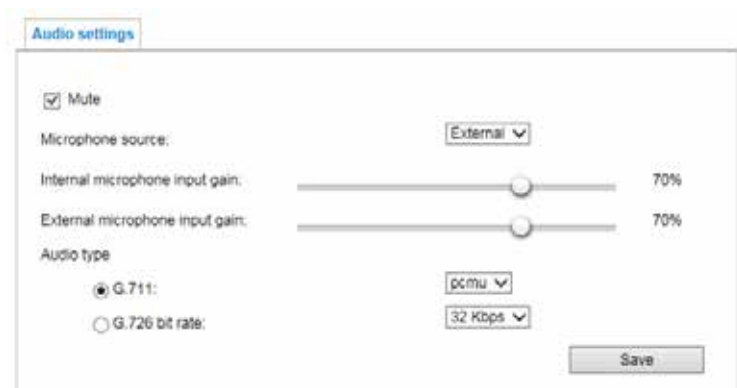 Audio settings
Mute
Microphone source: External
Internal microphone input gain: 70%
External microphone input gain: 70%
Audio type
G.711: pcmu
G.726 bit rate: 32 Kbps
Save